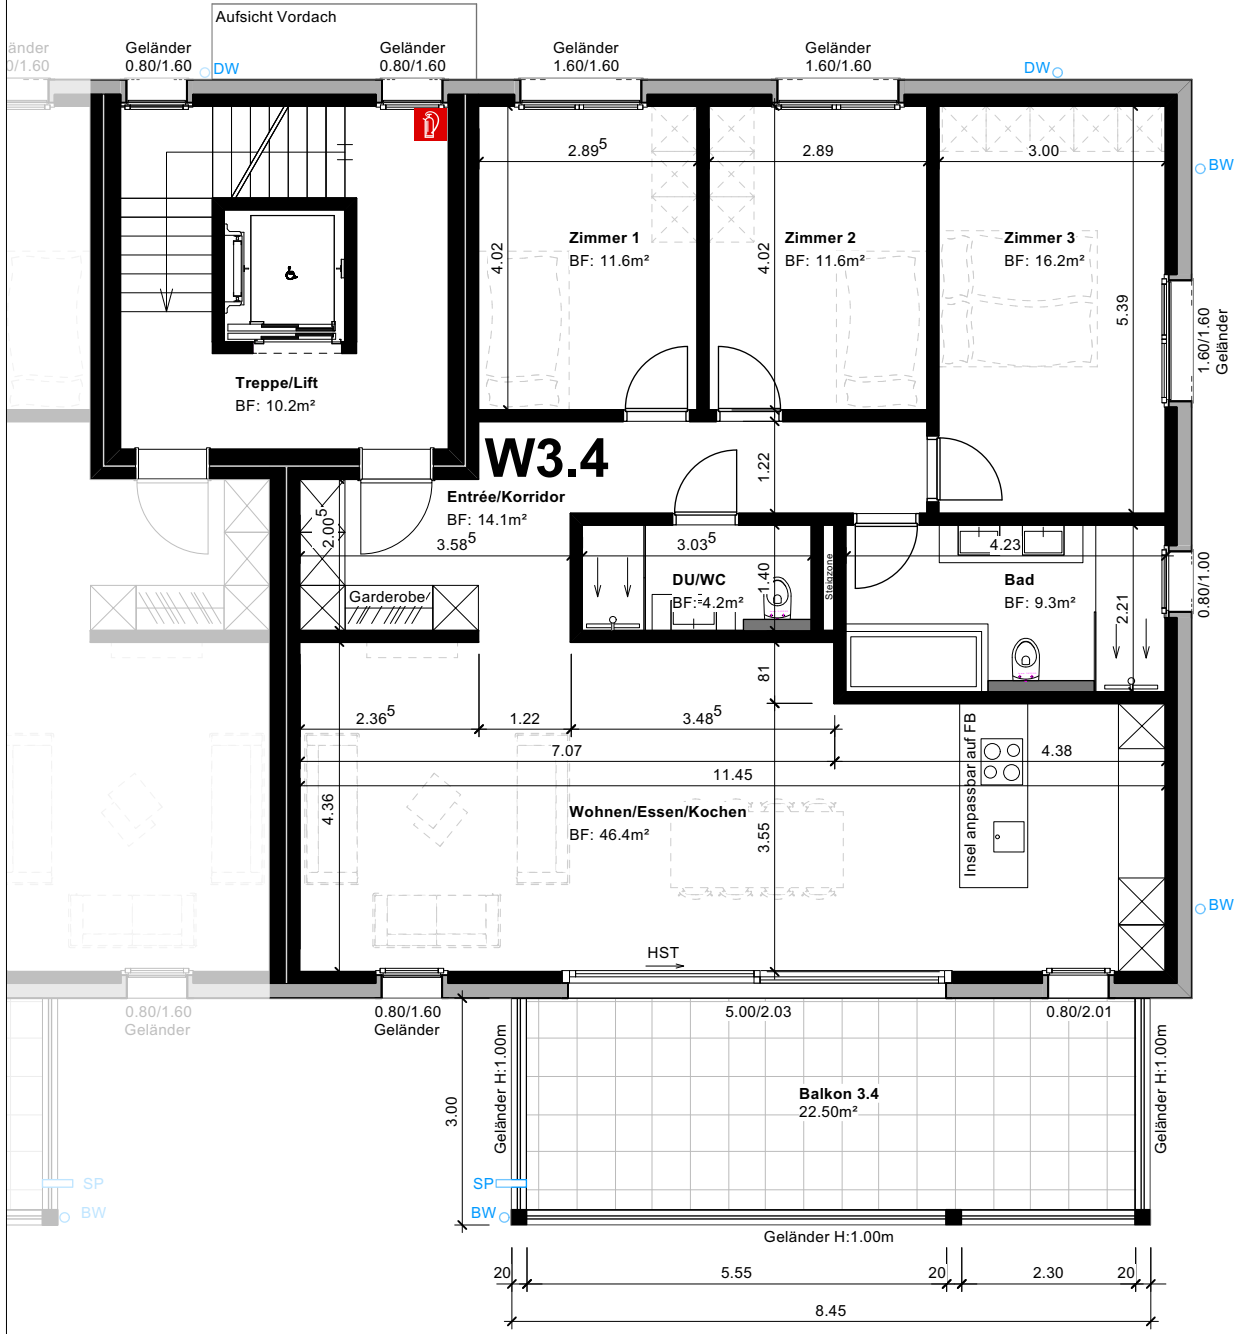 Aufsicht Vordach
änder
0/1.60
Geländer
0.80/1.60
DW
Geländer
0.80/1.60
Geländer
1.60/1.60
Geländer
1.60/1.60
DW
BW
2.89⁵
2.89
3.00
Zimmer 1
BF: 11.6m²
Zimmer 2
BF: 11.6m²
Zimmer 3
BF: 16.2m²
4.02
4.02
5.39
1.60/1.60
Geländer
Treppe/Lift
BF: 10.2m²
W3.4
1.22
Entrée/Korridor
BF: 14.1m²
2.00⁵
3.58⁵
3.03⁵
4.23
DU/WC
BF: 4.2m²
1.40
Steigzone
Bad
BF: 9.3m²
2.21
0.80/1.00
Garderobe
81
2.36⁵
1.22
3.48⁵
7.07
4.38
11.45
Insel anpassbar auf FB
4.36
Wohnen/Essen/Kochen
BF: 46.4m²
3.55
BW
HST
0.80/1.60
Geländer
0.80/1.60
Geländer
5.00/2.03
0.80/2.01
Geländer H:1.00m
Geländer H:1.00m
3.00
Balkon 3.4
22.50m²
SP
BW
SP
BW
Geländer H:1.00m
20
5.55
20
2.30
20
8.45